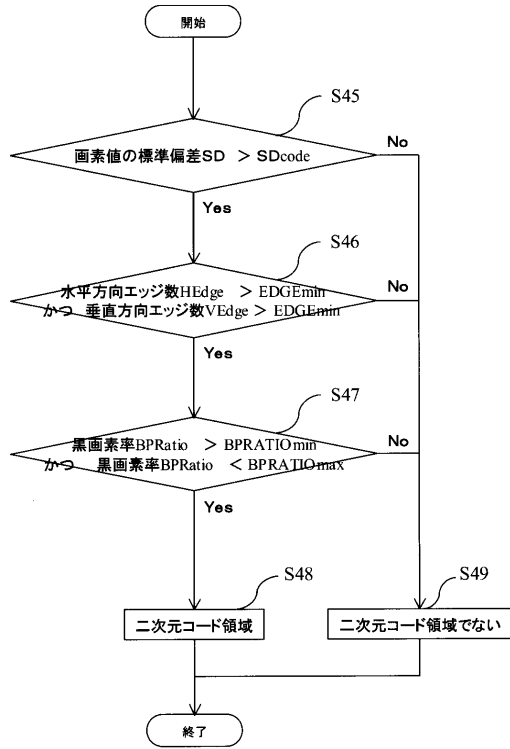 開始
S45
画素値の標準偏差SD > SDcode
No
Yes
S46
水平方向エッジ数HEdge > EDGEmin
かつ 垂直方向エッジ数VEdge > EDGEmin
No
Yes
S47
黒画素率BPRatio > BPRATIOmin
かつ 黒画素率BPRatio < BPRATIOmax
No
Yes
S48
S49
二次元コード領域
二次元コード領域でない
終了